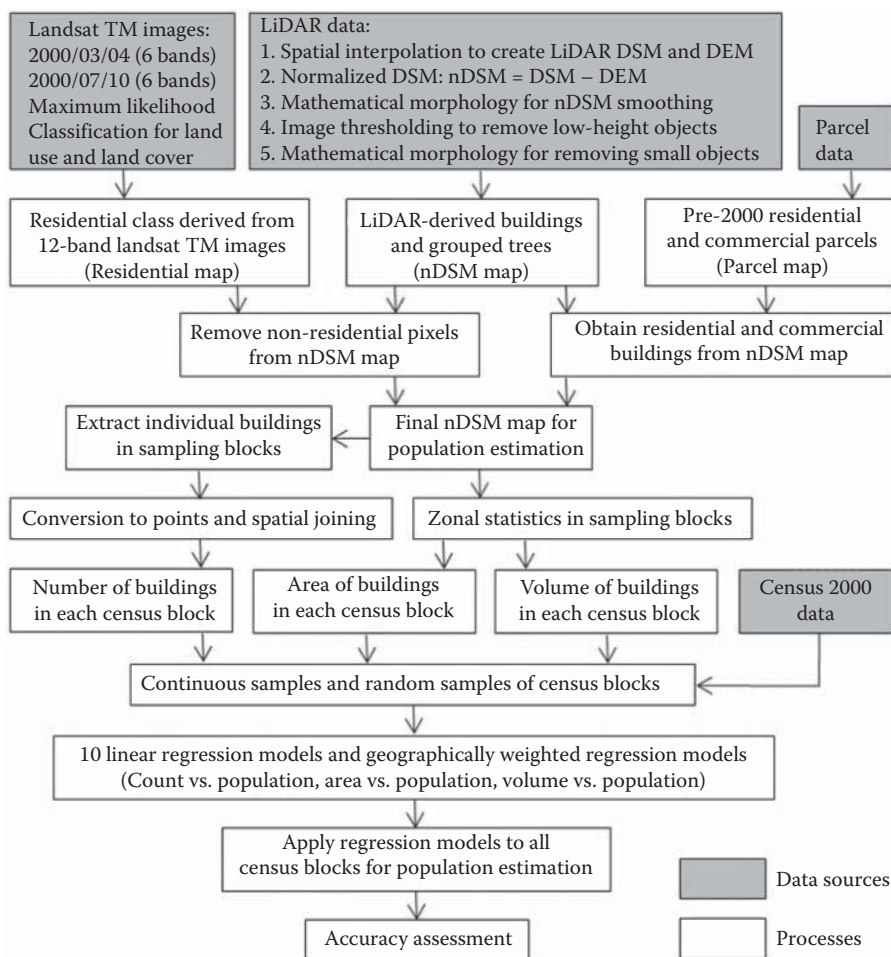 Landsat TM images:
2000/03/04 (6 bands)
2000/07/10 (6 bands)
Maximum likelihood
Classification for land
use and land cover
LiDAR data:
1. Spatial interpolation to create LiDAR DSM and DEM
2. Normalized DSM: nDSM = DSM – DEM
3. Mathematical morphology for nDSM smoothing
4. Image thresholding to remove low-height objects
5. Mathematical morphology for removing small objects
Parcel
data
Residential class derived from
12-band landsat TM images
(Residential map)
LiDAR-derived buildings
and grouped trees
(nDSM map)
Pre-2000 residential
and commercial parcels
(Parcel map)
Remove non-residential pixels
from nDSM map
Obtain residential and commercial
buildings from nDSM map
Extract individual buildings
in sampling blocks
Final nDSM map for
population estimation
Conversion to points and spatial joining
Zonal statistics in sampling blocks
Number of buildings
in each census block
Area of buildings
in each census block
Volume of buildings
in each census block
Census 2000
data
Continuous samples and random samples of census blocks
10 linear regression models and geographically weighted regression models
(Count vs. population, area vs. population, volume vs. population)
Apply regression models to all
census blocks for population estimation
Data sources
Accuracy assessment
Processes